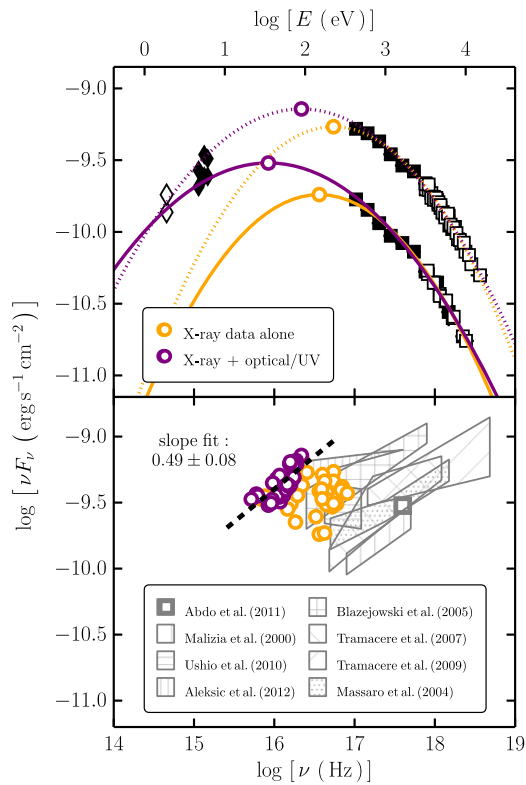 log [ E (eV) ]
0 1 2 3 4
−9.0
−9.5
−10.0
−10.5
−11.0
X-ray data alone
X-ray + optical/UV
log [ νFν ( erg s−1 cm−2 ) ]
slope fit :
0.49 ± 0.08
−9.0
−9.5
−10.0
−10.5
−11.0
Abdo et al. (2011)
Malizia et al. (2000)
Ushio et al. (2010)
Aleksic et al. (2012)
Blazejowski et al. (2005)
Tramacere et al. (2007)
Tramacere et al. (2009)
Massaro et al. (2004)
14 15 16 17 18 19
log [ ν (Hz) ]